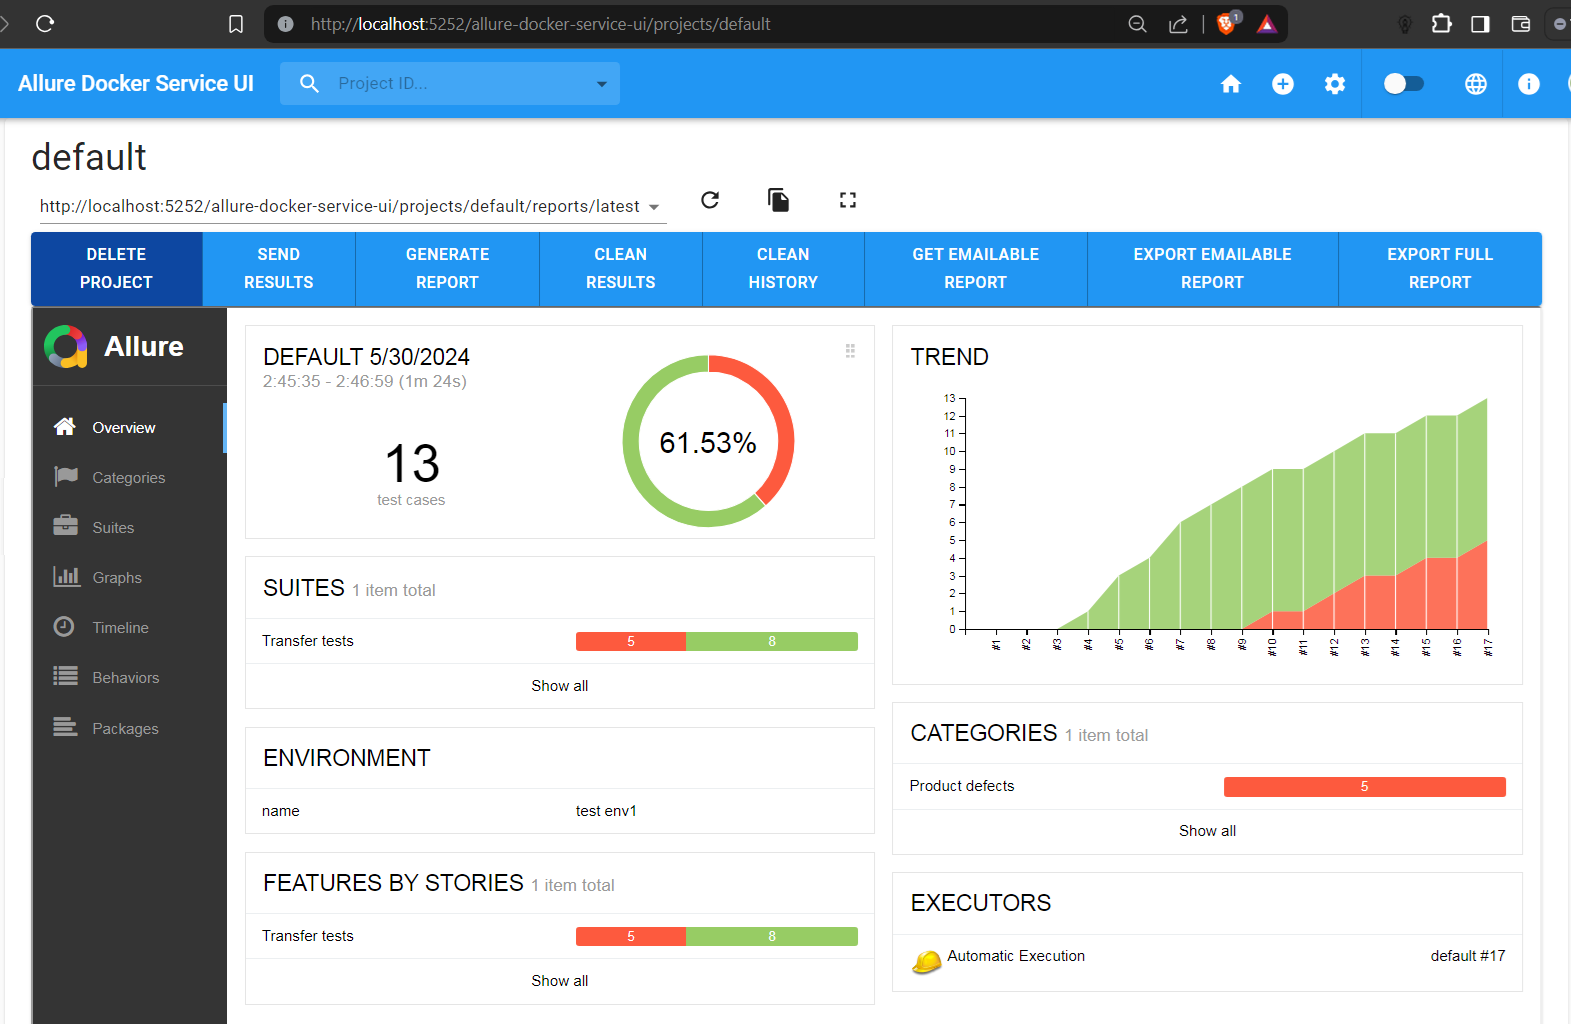 http://localhost:5252/allure-docker-service-ui/projects/default
1
Allure Docker Service UI
Project ID...
default
http://localhost:5252/allure-docker-service-ui/projects/default/reports/latest
DELETE PROJECT
SEND RESULTS
GENERATE REPORT
CLEAN RESULTS
CLEAN HISTORY
GET EMAILABLE REPORT
EXPORT EMAILABLE REPORT
EXPORT FULL REPORT
Allure
Overview
Categories
Suites
Graphs
Timeline
Behaviors
Packages
DEFAULT 5/30/2024
2:45:35 - 2:46:59 (1m 24s)
13
test cases
61.53%
SUITES 1 item total
Transfer tests 5 8
Show all
ENVIRONMENT
name test env1
FEATURES BY STORIES 1 item total
Transfer tests 5 8
Show all
TREND
13
12
11
10
9
8
7
6
5
4
3
2
1
0
#1 #2 #3 #4 #5 #6 #7 #8 #9 #10 #11 #12 #13 #14 #15 #16 #17
CATEGORIES 1 item total
Product defects 5
Show all
EXECUTORS
Automatic Execution default #17